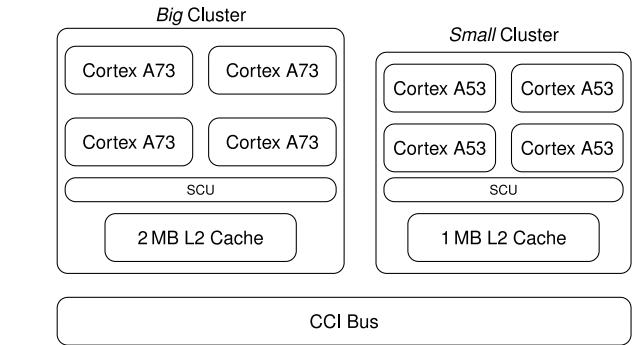 Big Cluster
Cortex A73
Cortex A73
Cortex A73
Cortex A73
SCU
2 MB L2 Cache
Small Cluster
Cortex A53
Cortex A53
Cortex A53
Cortex A53
SCU
1 MB L2 Cache
CCI Bus